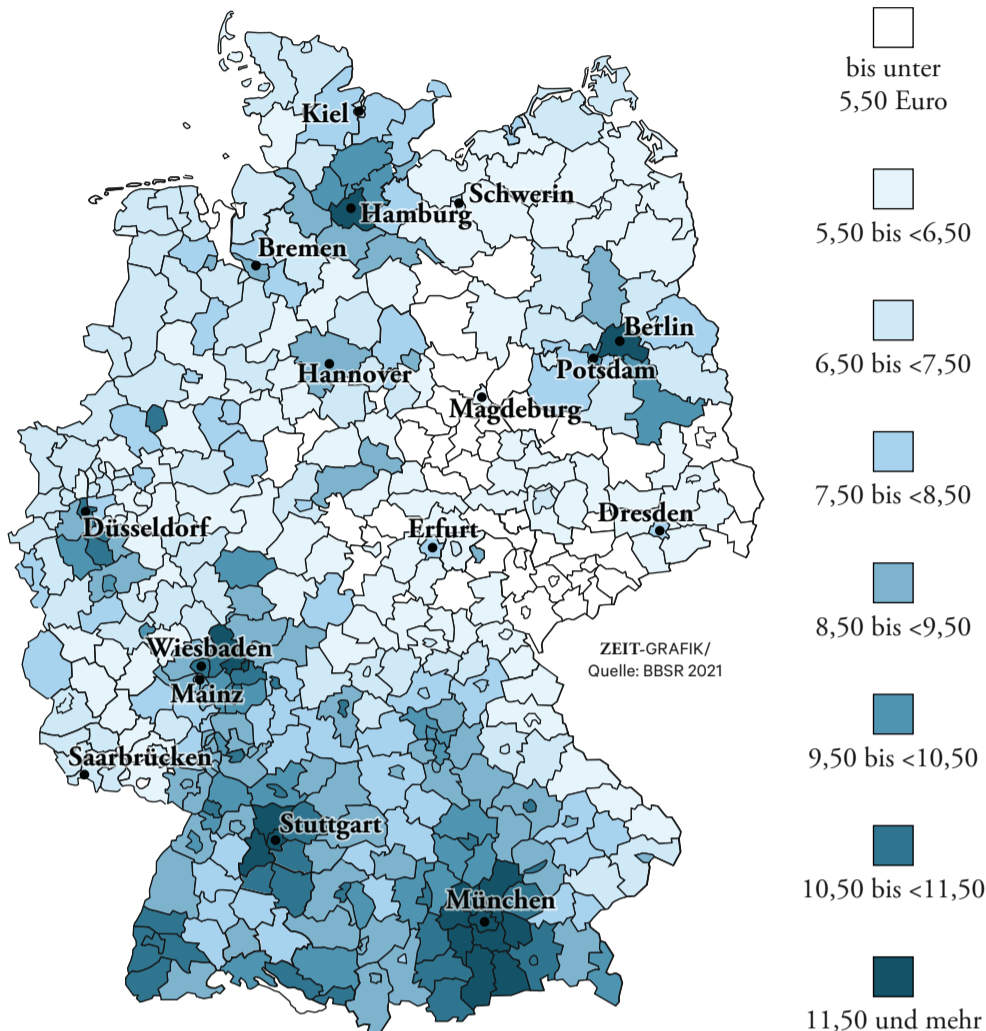 Kiel
Schwerin
Hamburg
Bremen
Berlin
Hannover
Potsdam
Magdeburg
Düsseldorf
Erfurt
Dresden
Wiesbaden
Mainz
Saarbrücken
Stuttgart
München
ZEIT-GRAFIK/
Quelle: BBSR 2021
bis unter
5,50 Euro
5,50 bis <6,50
6,50 bis <7,50
7,50 bis <8,50
8,50 bis <9,50
9,50 bis <10,50
10,50 bis <11,50
11,50 und mehr